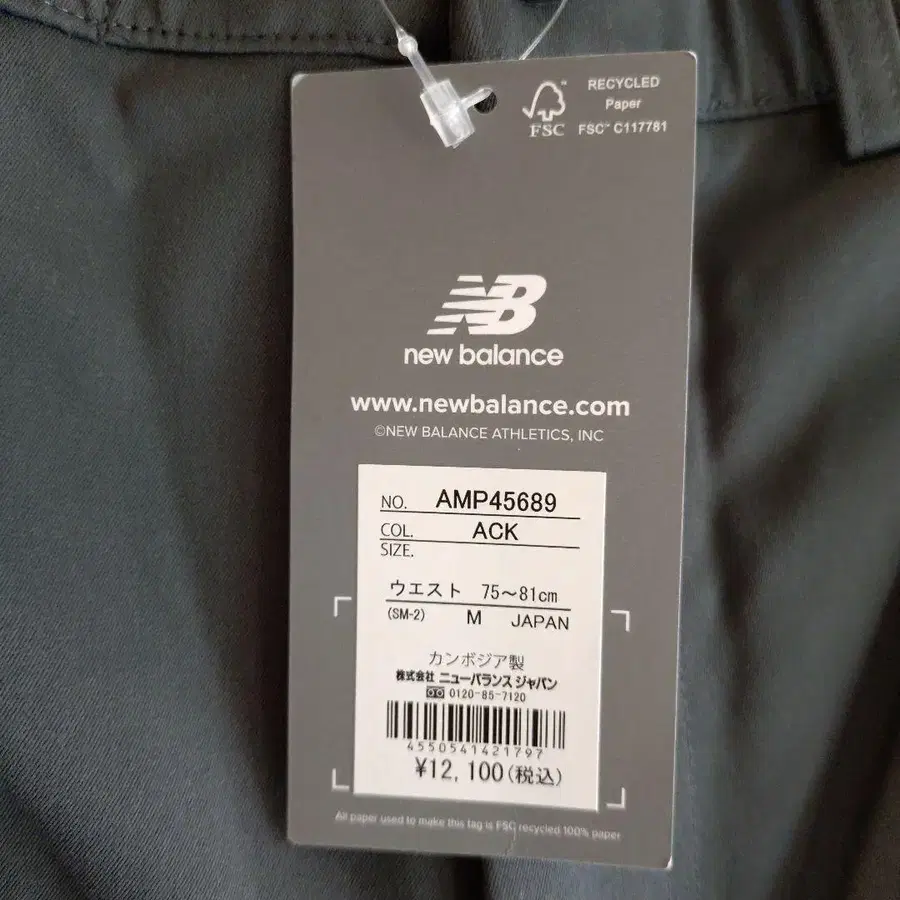 FSC™
RECYCLED
Paper
FSC™ C117781
NB
new balance
www.newbalance.com
©NEW BALANCE ATHLETICS, INC
NO. AMP45689
COL. ACK
SIZE.
ウエスト 75～81cm
(SM-2) M JAPAN
カンボジア製
株式会社 ニューバランス ジャパン
0120-85-7120
4550541421797
¥12,100(税込)
All paper used to make this tag is FSC recycled 100% paper